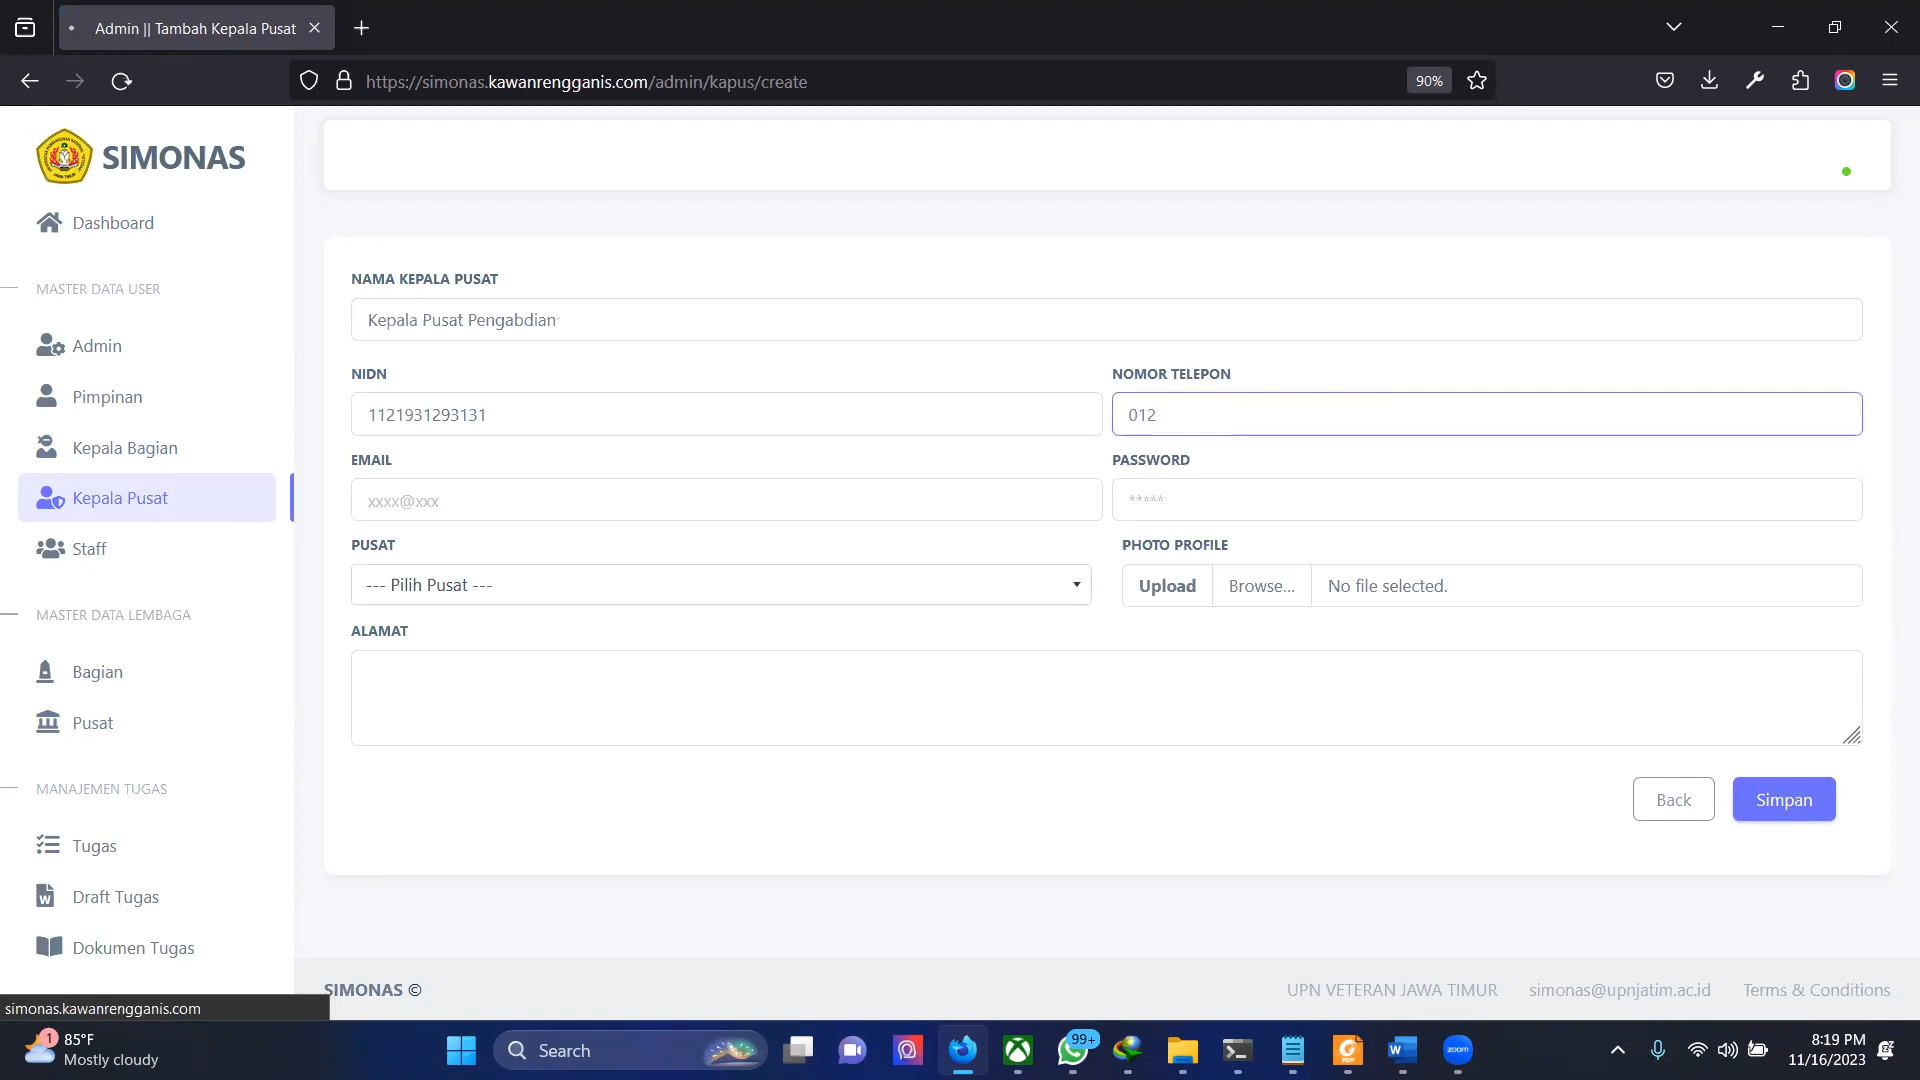 Admin || Tambah Kepala Pusat
https://simonas.kawanrengganis.com/admin/kapus/create
90%
SIMONAS
Dashboard
MASTER DATA USER
Admin
Pimpinan
Kepala Bagian
Kepala Pusat
Staff
MASTER DATA LEMBAGA
Bagian
Pusat
MANAJEMEN TUGAS
Tugas
Draft Tugas
Dokumen Tugas
NAMA KEPALA PUSAT
Kepala Pusat Pengabdian
NIDN
NOMOR TELEPON
1121931293131
012
EMAIL
PASSWORD
xxxx@xxx
*****
PUSAT
PHOTO PROFILE
--- Pilih Pusat ---
Upload Browse... No file selected.
ALAMAT
Back
Simpan
SIMONAS ©
UPN VETERAN JAWA TIMUR
simonas@upnjatim.ac.id
Terms & Conditions
simonas.kawanrengganis.com
1
85°F
Mostly cloudy
Search
99+
PDF
W
zoom
8:19 PM
11/16/2023